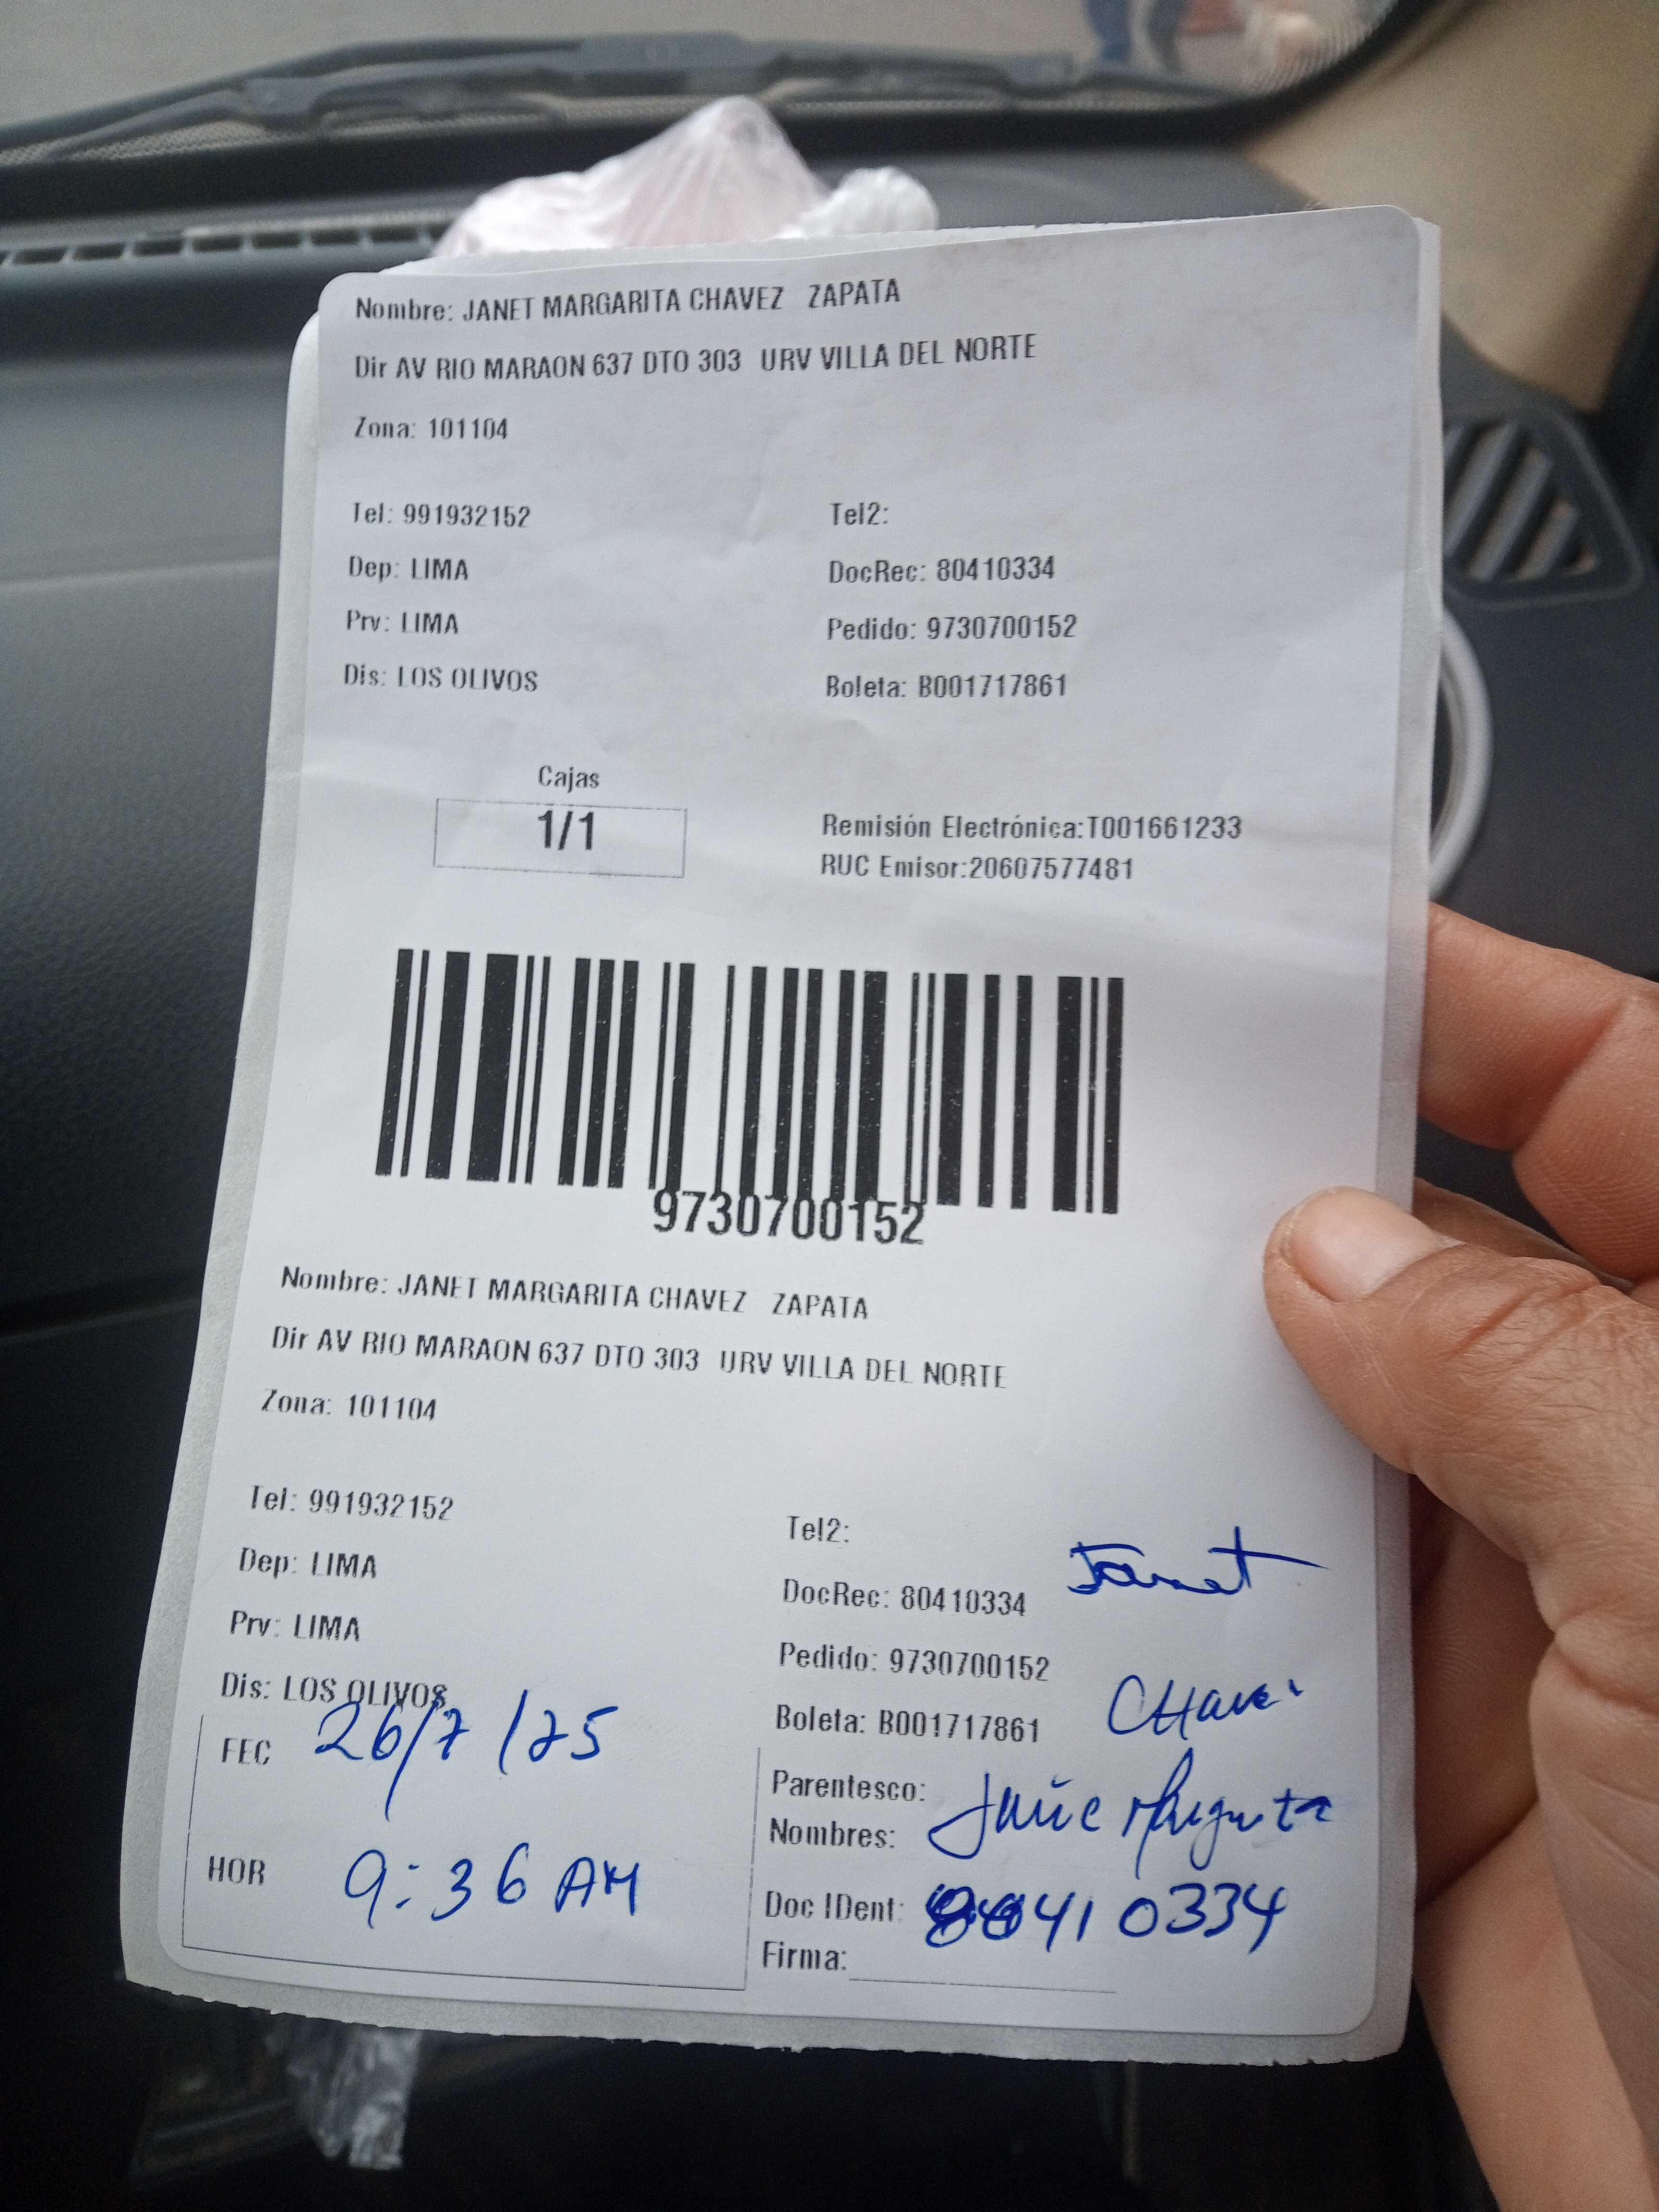 Nombre: JANET MARGARITA CHAVEZ ZAPATA
Dir AV RIO MARAON 637 DTO 303 URV VILLA DEL NORTE
Zona: 101104
Tel: 991932152 Tel2:
Dep: LIMA DocRec: 80410334
Prv: LIMA Pedido: 9730700152
Dis: LOS OLIVOS Boleta: B001717861
Cajas
1/1
Remisión Electrónica:T001661233
RUC Emisor:20607577481
9730700152
Nombre: JANET MARGARITA CHAVEZ ZAPATA
Dir AV RIO MARAON 637 DTO 303 URV VILLA DEL NORTE
Zona: 101104
Tel: 991932152 Tel2:
Dep: LIMA DocRec: 80410334 Janet
Prv: LIMA Pedido: 9730700152
Dis: LOS OLIVOS Boleta: B001717861
FEC 26/7/25
Parentesco:
Nombres:
HOR 9:36 AM
Doc IDent: 80410334
Firma: